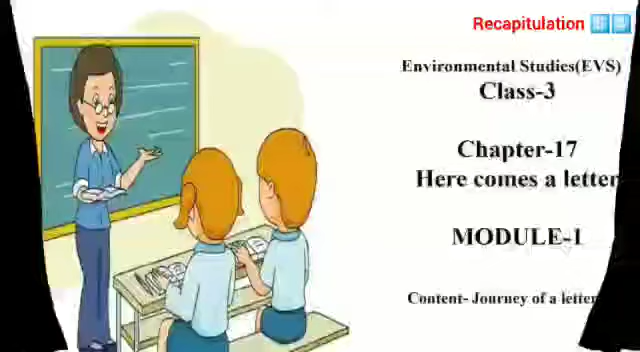 Recapitulation
Environmental Studies(EVS)
Class-3
Chapter-17
Here comes a letter
MODULE-1
Content- Journey of a letter